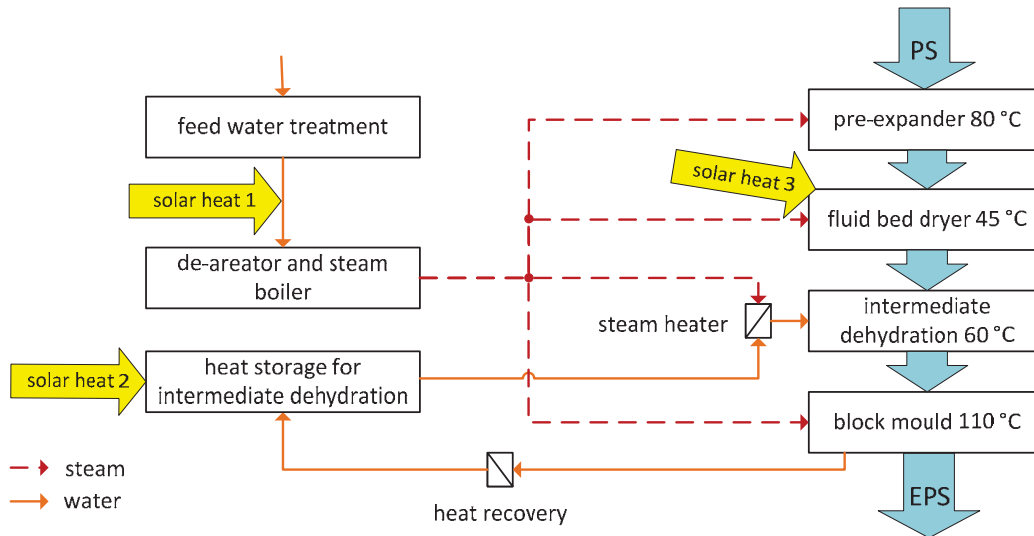 PS
feed water treatment
pre-expander 80 °C
solar heat 1
solar heat 3
fluid bed dryer 45 °C
de-areator and steam
boiler
steam heater
intermediate
dehydration 60 °C
solar heat 2
heat storage for
intermediate dehydration
block mould 110 °C
steam
water
heat recovery
EPS